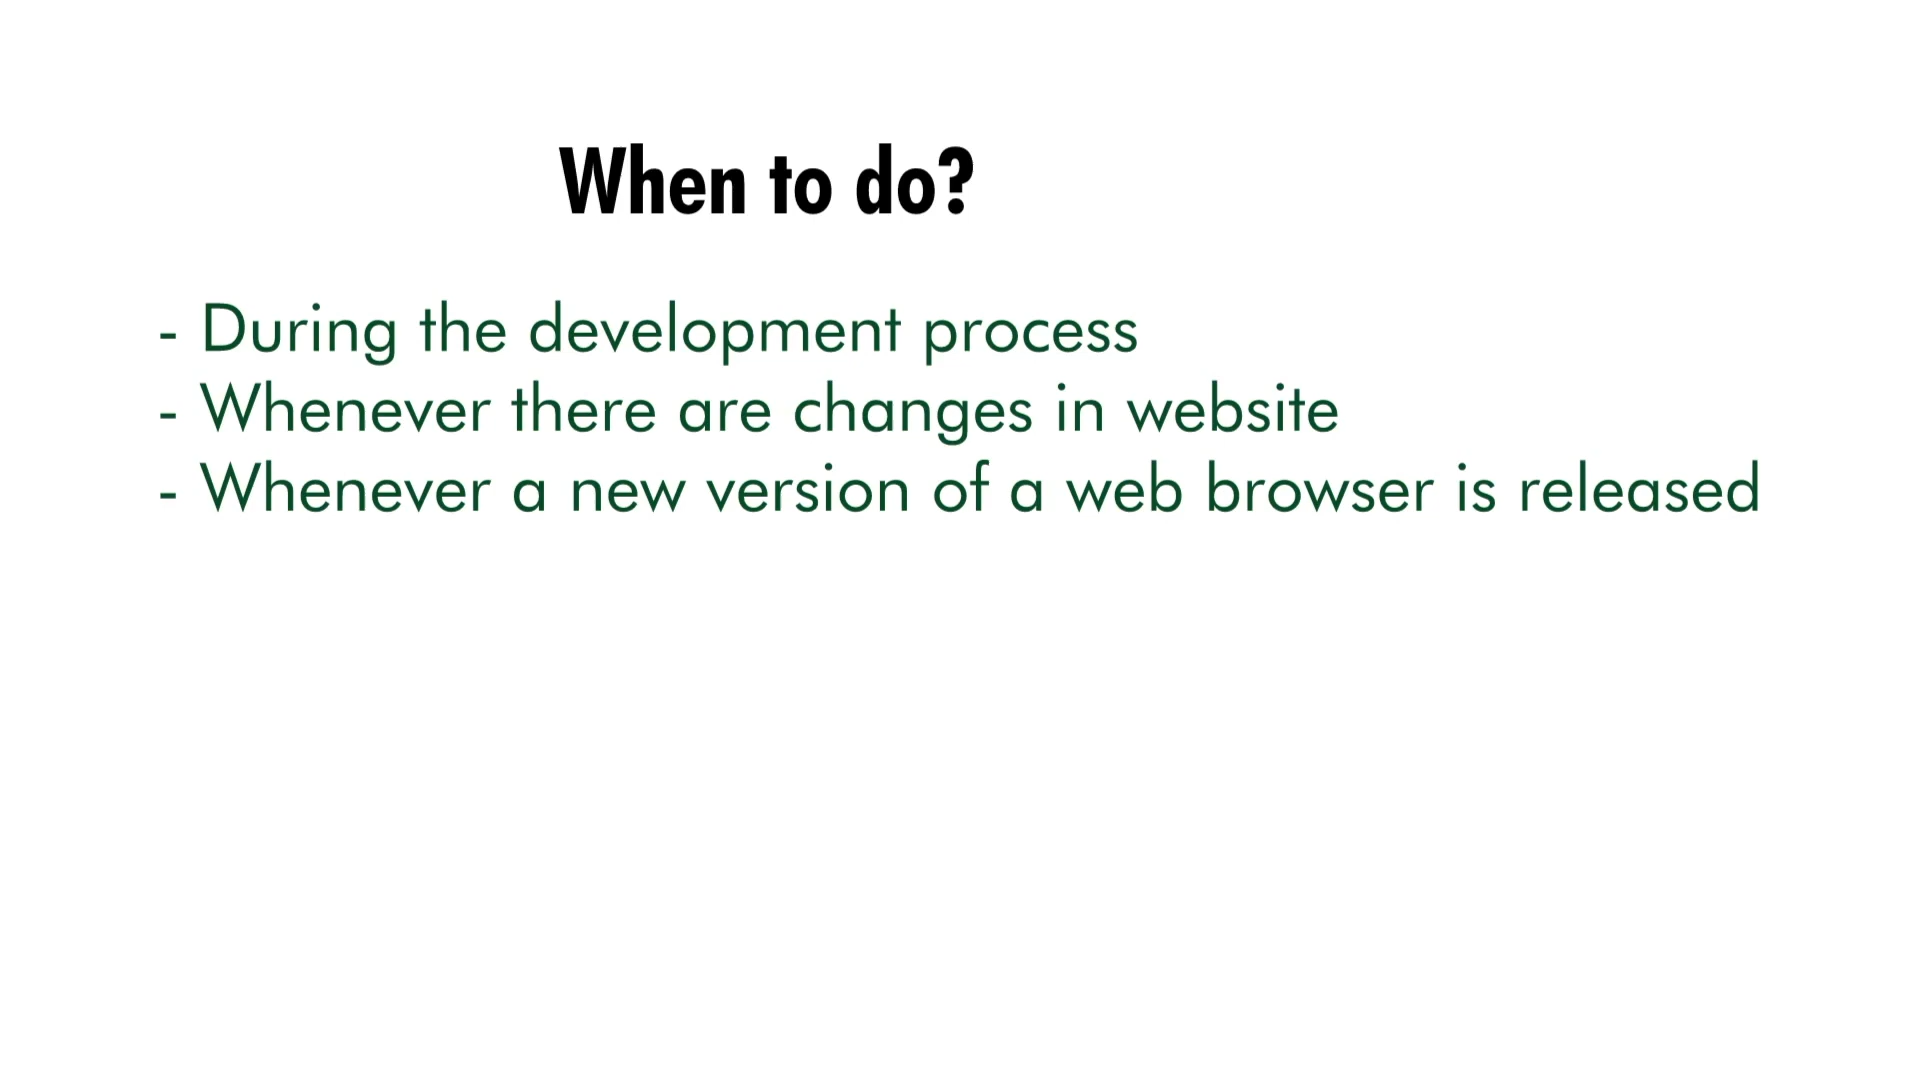 When to do?
- During the development process
- Whenever there are changes in website
- Whenever a new version of a web browser is released